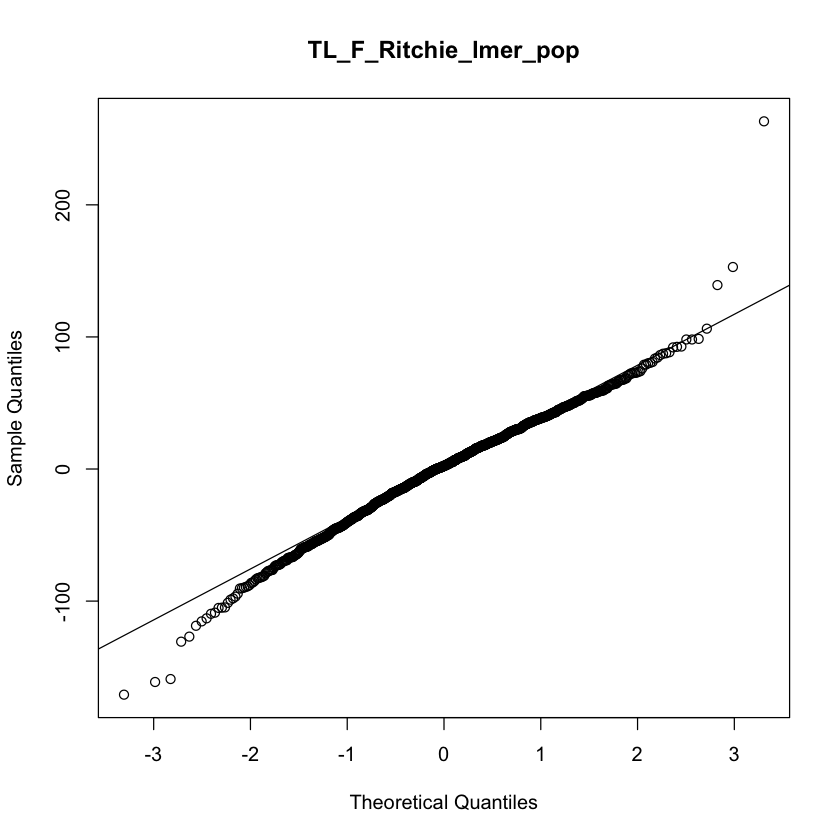 TL_F_Ritchie_lmer_pop
Sample Quantiles
200
100
0
-100
-3 -2 -1 0 1 2 3
Theoretical Quantiles